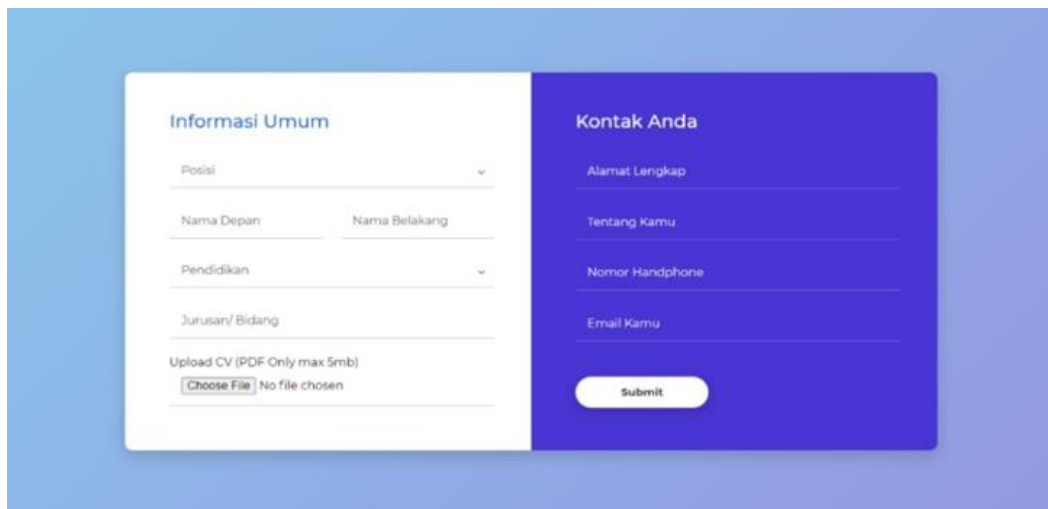 Informasi Umum
Posisi
Nama Depan Nama Belakang
Pendidikan
Jurusan/ Bidang
Upload CV (PDF Only max 5mb)
Choose File No file chosen
Kontak Anda
Alamat Lengkap
Tentang Kamu
Nomor Handphone
Email Kamu
Submit